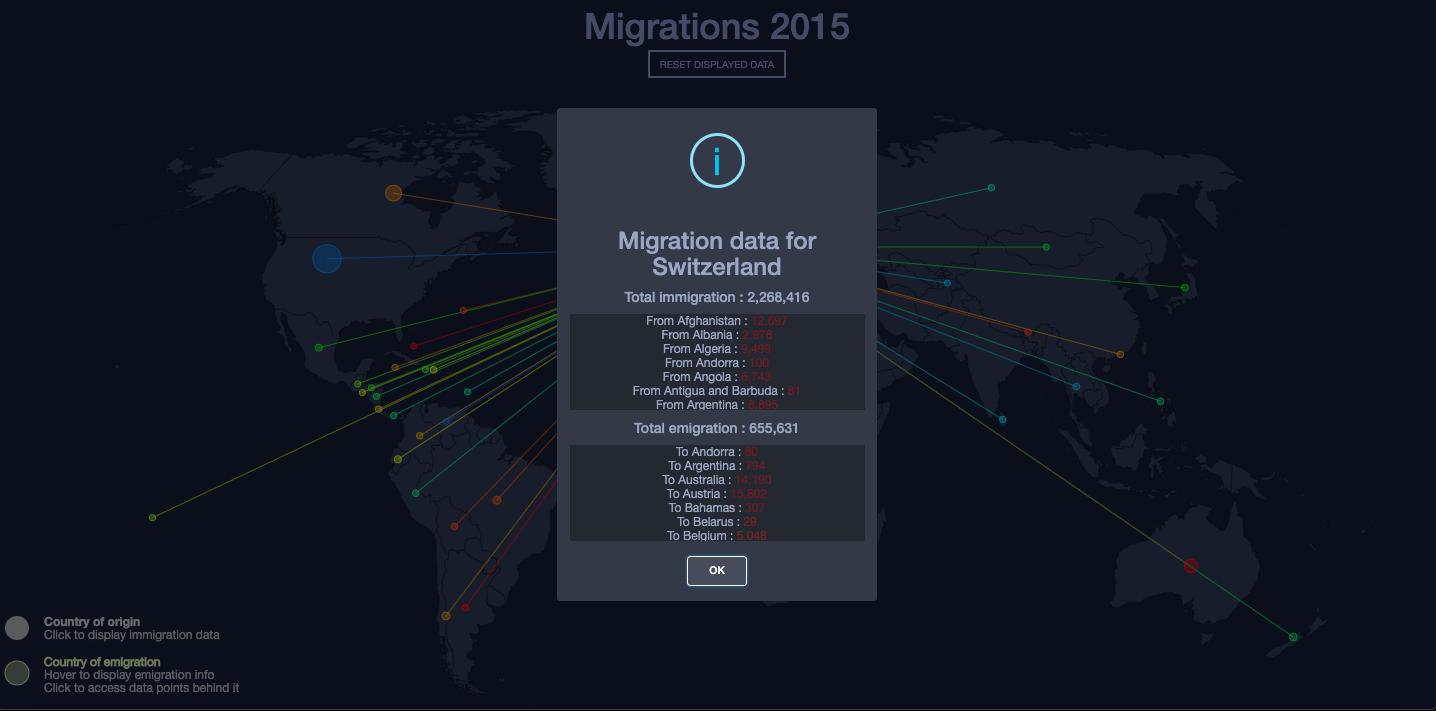 Migrations 2015
RESET DISPLAYED DATA
i
Migration data for
Switzerland
Total immigration : 2,268,416
From Afghanistan : 12,697
From Albania : 2,978
From Algeria : 9,499
From Andorra : 100
From Angola : 6,743
From Antigua and Barbuda : 81
From Argentina : 8,895
Total emigration : 655,631
To Andorra : 80
To Argentina : 794
To Australia : 14,190
To Austria : 15,802
To Bahamas : 307
To Belarus : 29
To Belgium : 5,048
OK
Country of origin
Click to display immigration data
Country of emigration
Hover to display emigration info
Click to access data points behind it